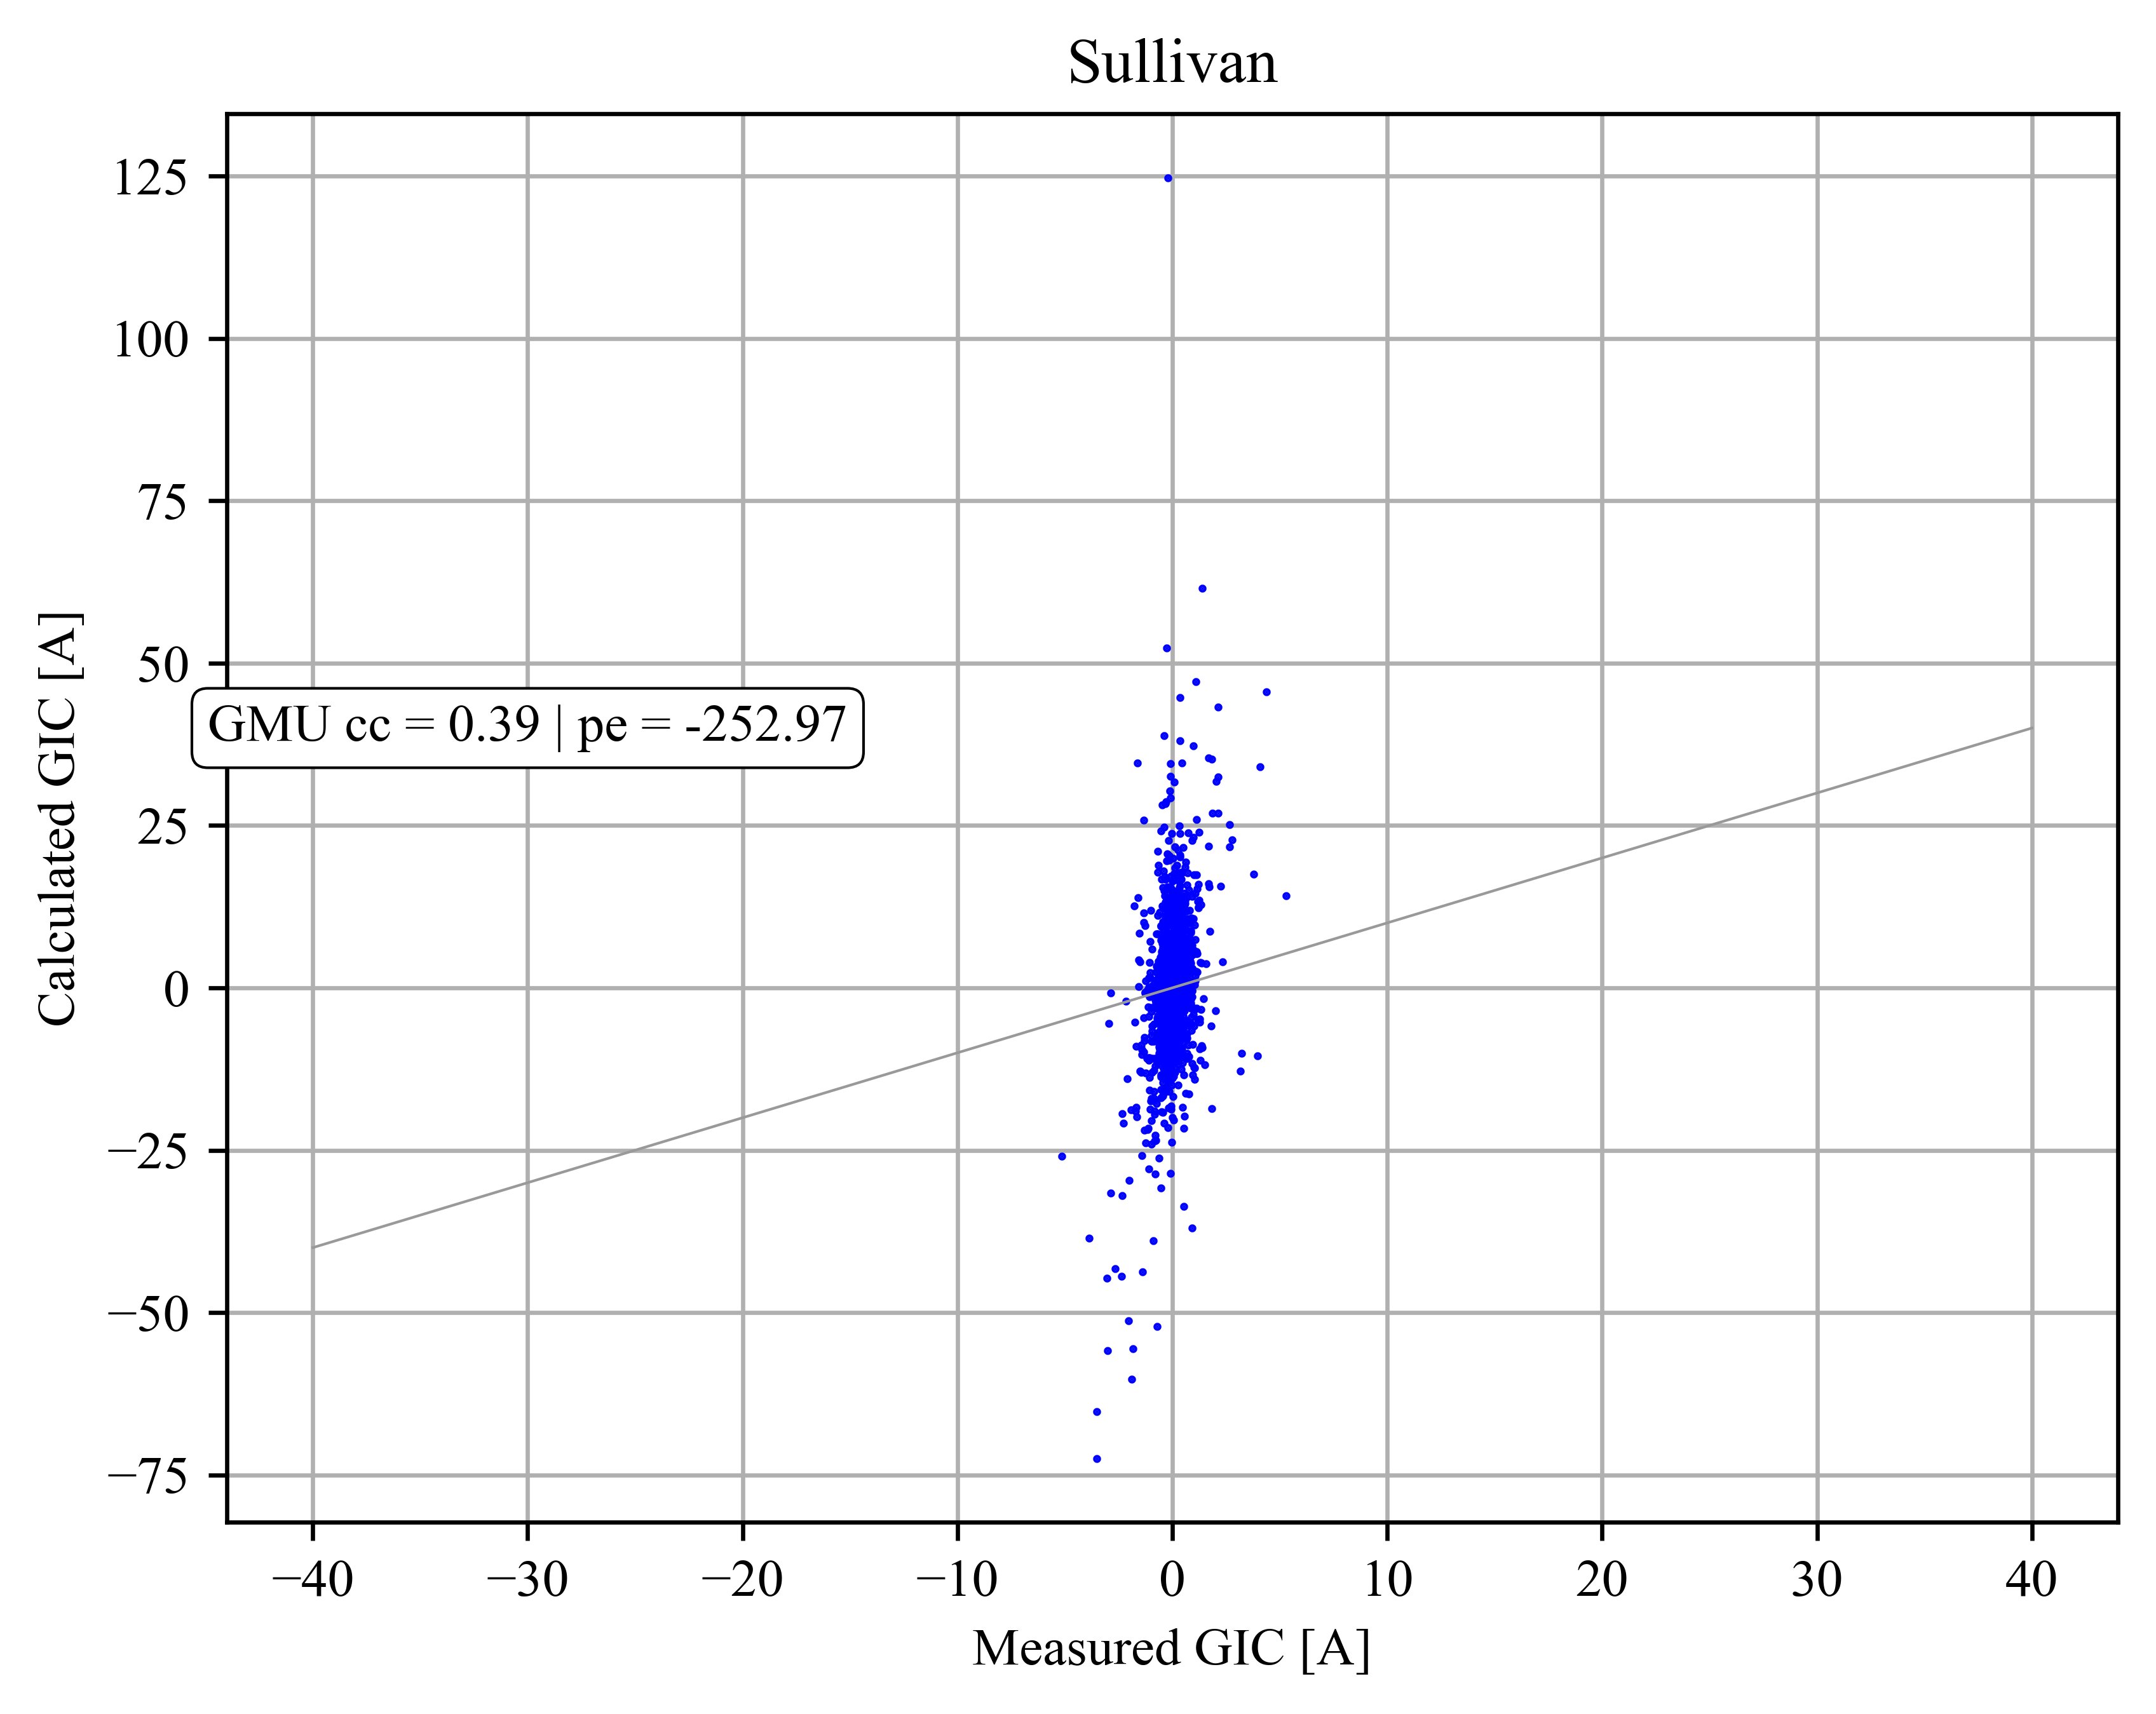 Sullivan
125
100
75
50
25
0
−25
−50
−75
Calculated GIC [A]
GMU cc = 0.39 | pe = -252.97
−40 −30 −20 −10 0 10 20 30 40
Measured GIC [A]